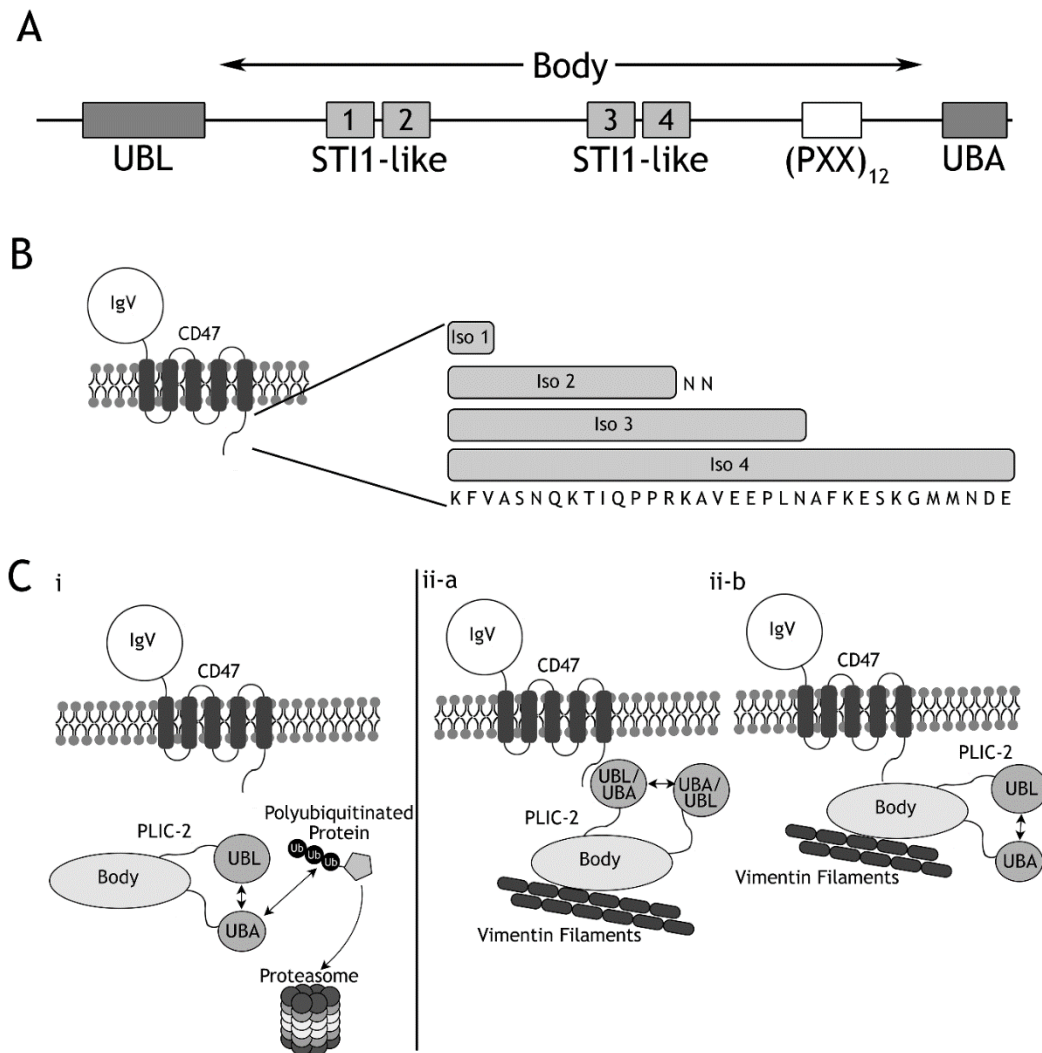 A
Body
1 2 3 4
UBL STI1-like STI1-like (PXX)12 UBA
B
IgV
CD47
Iso 1
Iso 2 N N
Iso 3
Iso 4
K F V A S N Q K T I Q P P R K A V E E P L N A F K E S K G M M N D E
C i
IgV
CD47
Polyubiquitinated
Protein
PLIC-2
Ub Ub Ub
UBL
Body
UBA
Proteasome
ii-a
IgV
CD47
UBL/
UBA
UBA/
UBL
PLIC-2
Body
Vimentin Filaments
ii-b
IgV
CD47
PLIC-2
UBL
Body
UBA
Vimentin Filaments